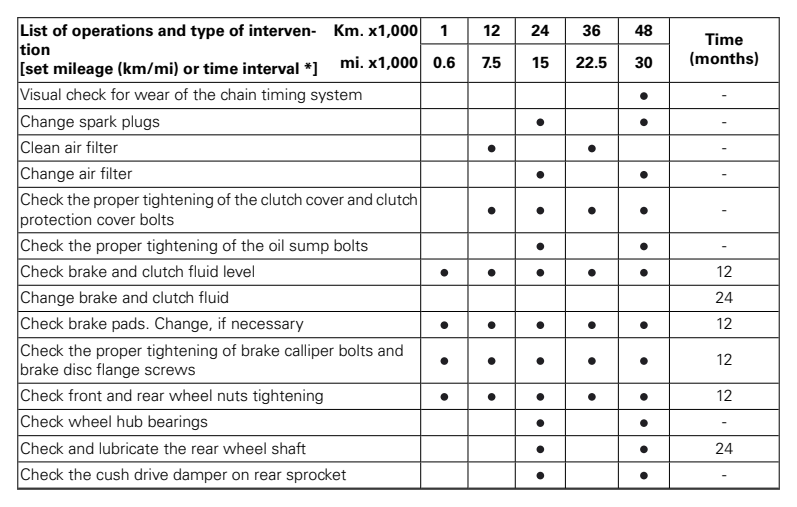 List of operations and type of interven- Km. x1,000 1 12 24 36 48 Time
tion
(months)
[set mileage (km/mi) or time interval *] mi. x1,000 0.6 7.5 15 22.5 30
Visual check for wear of the chain timing system ● -
Change spark plugs ● ● -
Clean air filter ● ● -
Change air filter ● ● -
Check the proper tightening of the clutch cover and clutch
protection cover bolts ● ● ● ● -
Check the proper tightening of the oil sump bolts ● ● -
Check brake and clutch fluid level ● ● ● ● ● 12
Change brake and clutch fluid 24
Check brake pads. Change, if necessary ● ● ● ● ● 12
Check the proper tightening of brake calliper bolts and
brake disc flange screws ● ● ● ● ● 12
Check front and rear wheel nuts tightening ● ● ● ● ● 12
Check wheel hub bearings ● ● -
Check and lubricate the rear wheel shaft ● ● 24
Check the cush drive damper on rear sprocket ● ● -